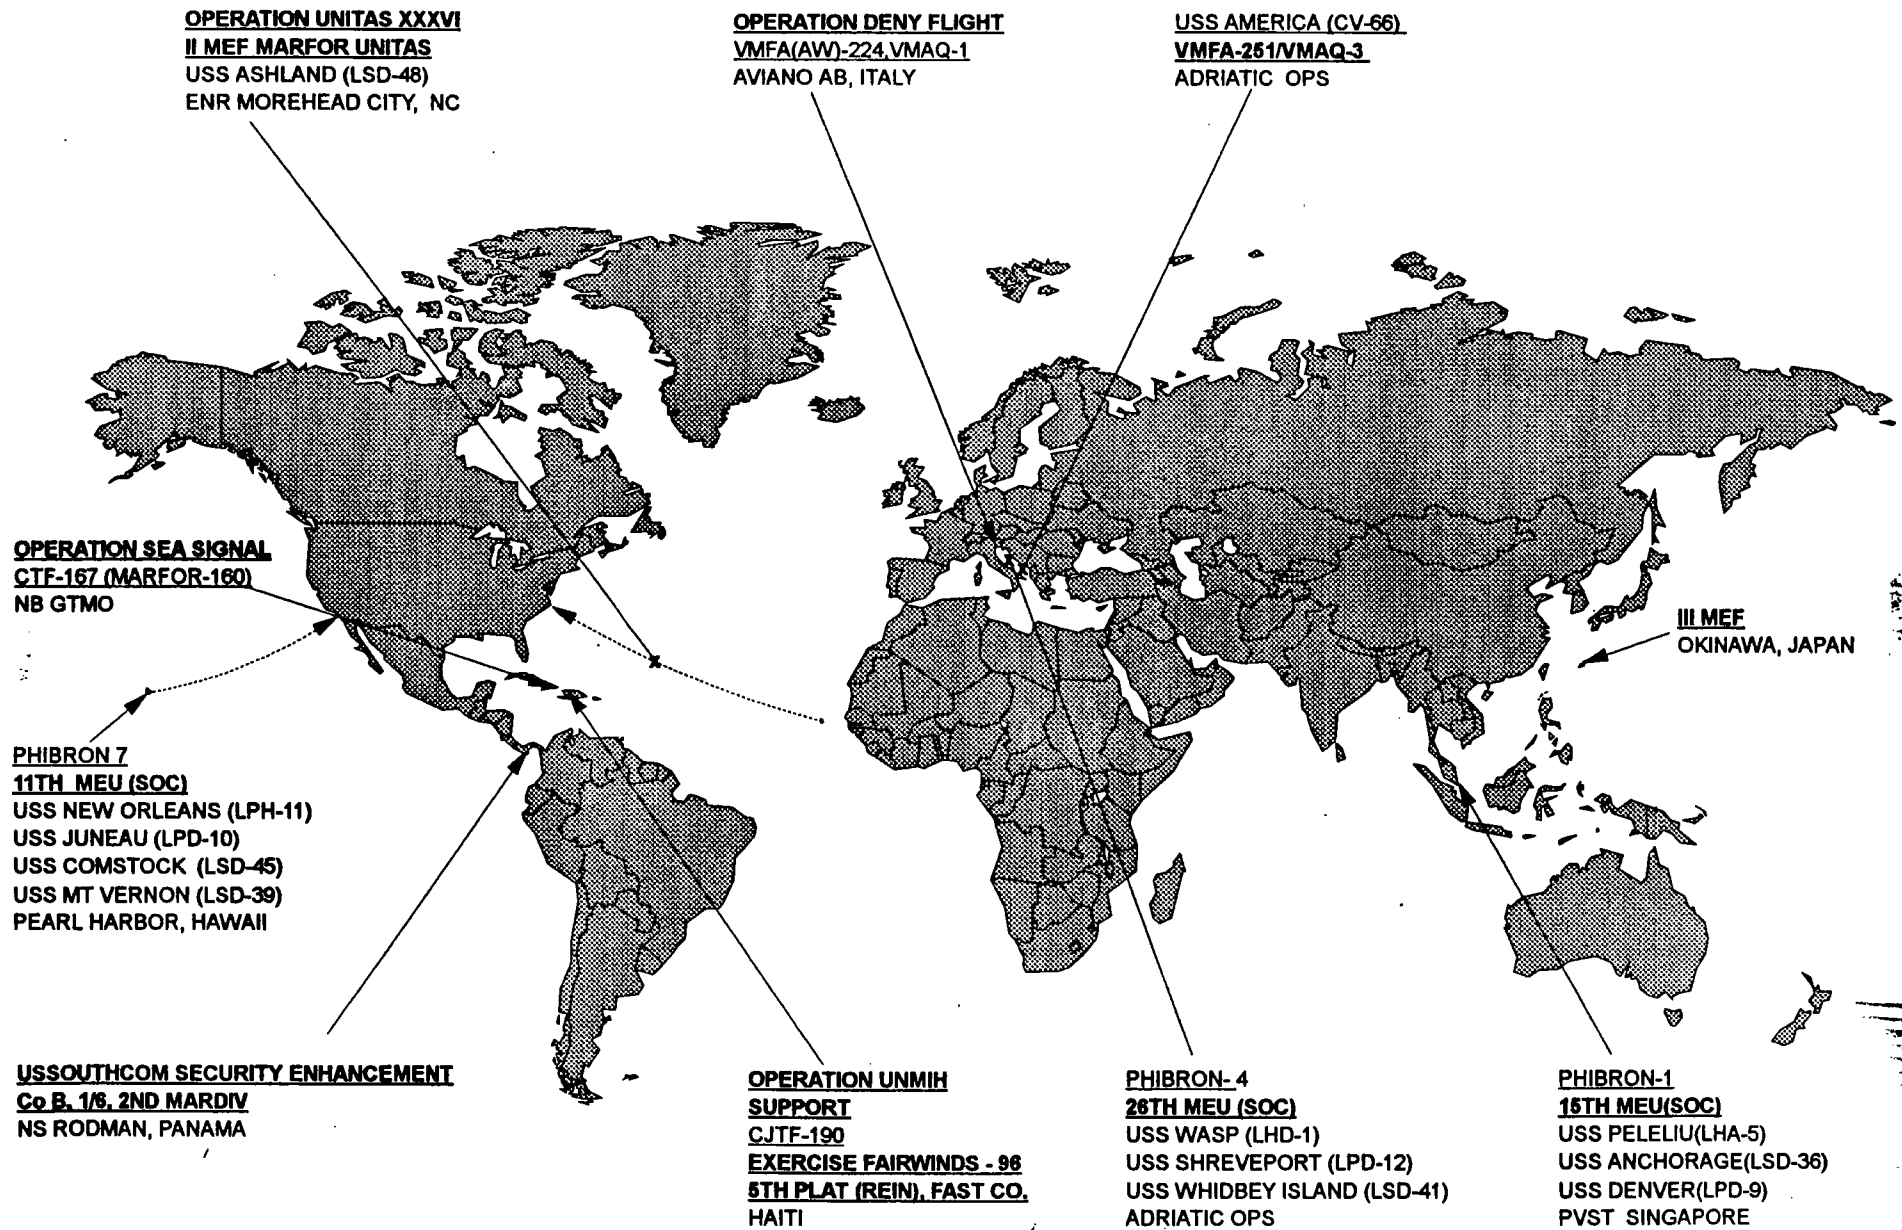 OPERATION UNITAS XXXVI
II MEF MARFOR UNITAS
USS ASHLAND (LSD-48)
ENR MOREHEAD CITY, NC
OPERATION DENY FLIGHT
VMFA(AW)-224,VMAQ-1
AVIANO AB, ITALY
USS AMERICA (CV-66)
VMFA-251/VMAQ-3
ADRIATIC OPS
OPERATION SEA SIGNAL
CTF-167 (MARFOR-160)
NB GTMO
III MEF
OKINAWA, JAPAN
PHIBRON 7
11TH MEU (SOC)
USS NEW ORLEANS (LPH-11)
USS JUNEAU (LPD-10)
USS COMSTOCK (LSD-45)
USS MT VERNON (LSD-39)
PEARL HARBOR, HAWAII
USSOUTHCOM SECURITY ENHANCEMENT
Co B, 1/6, 2ND MARDIV
NS RODMAN, PANAMA
OPERATION UNMIH
SUPPORT
CJTF-190
EXERCISE FAIRWINDS - 96
5TH PLAT (REIN), FAST CO.
HAITI
PHIBRON- 4
26TH MEU (SOC)
USS WASP (LHD-1)
USS SHREVEPORT (LPD-12)
USS WHIDBEY ISLAND (LSD-41)
ADRIATIC OPS
PHIBRON-1
15TH MEU(SOC)
USS PELELIU(LHA-5)
USS ANCHORAGE(LSD-36)
USS DENVER(LPD-9)
PVST SINGAPORE